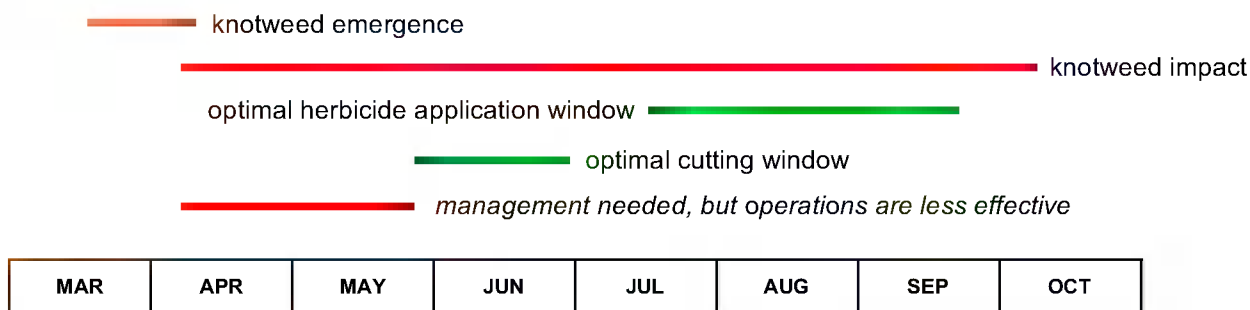 knotweed emergence
knotweed impact
optimal herbicide application window
optimal cutting window
management needed, but operations are less effective
MAR APR MAY JUN JUL AUG SEP OCT